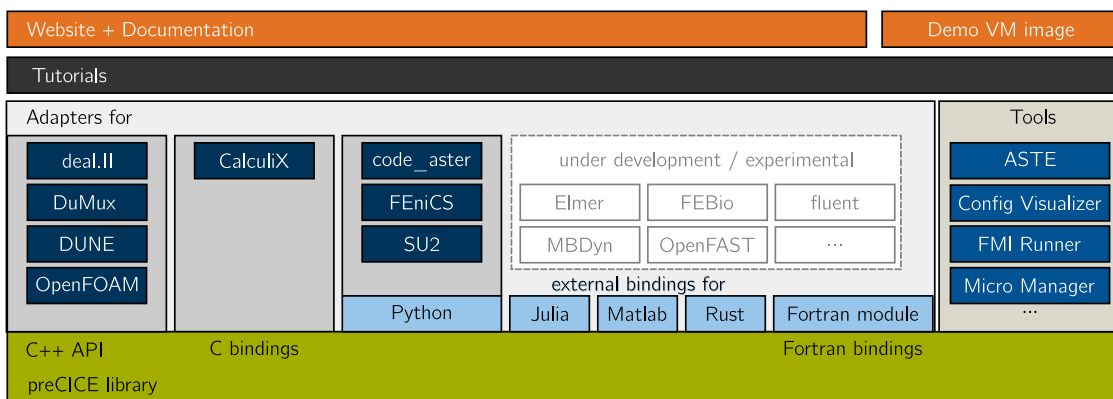 Website + Documentation
Demo VM image
Tutorials
Adapters for
Tools
deal.II
CalculiX
code_aster
under development / experimental
ASTE
DuMux
FEniCS
Elmer
FEBio
fluent
Config Visualizer
DUNE
SU2
MBDyn
OpenFAST
...
FMI Runner
OpenFOAM
external bindings for
Micro Manager
...
Python
Julia
Matlab
Rust
Fortran module
C++ API
C bindings
Fortran bindings
preCICE library